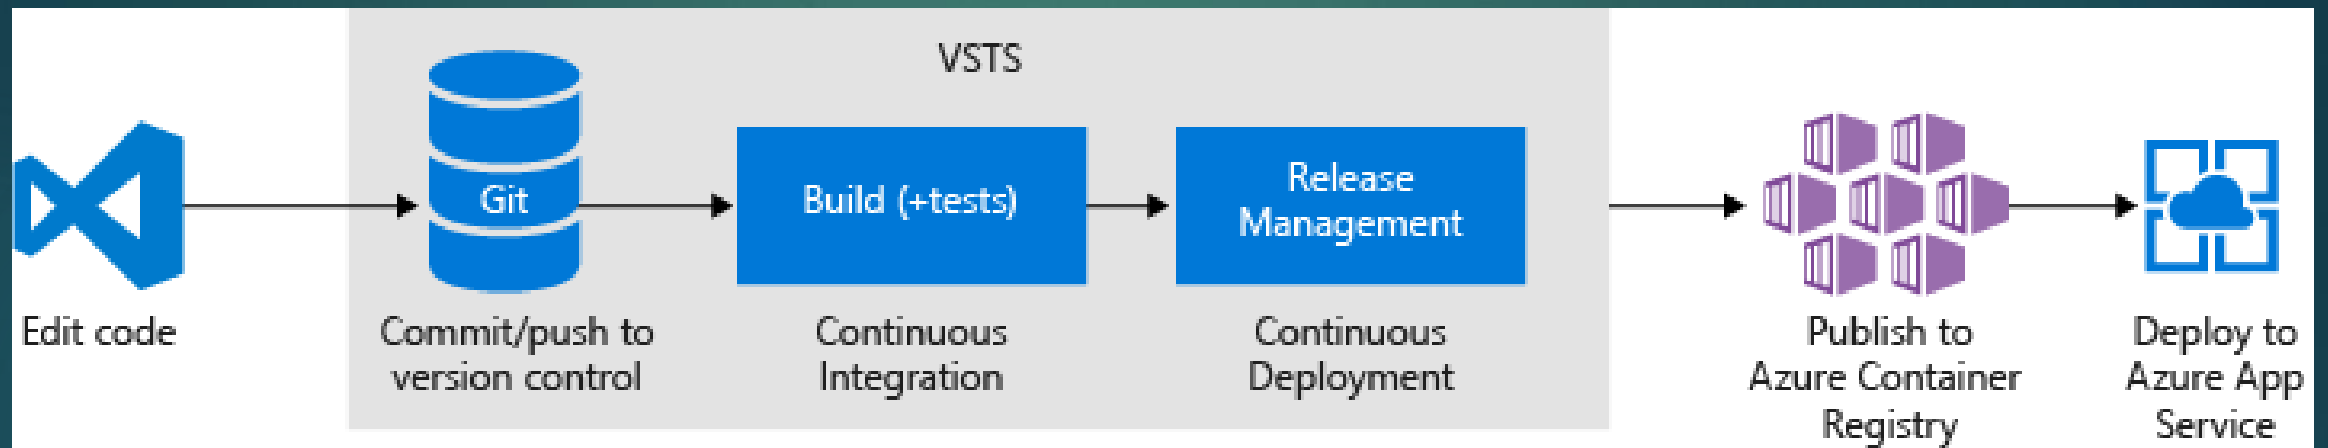 VSTS
Git
Build (+tests)
Release
Management
Edit code
Commit/push to
version control
Continuous
Integration
Continuous
Deployment
Publish to
Azure Container
Registry
Deploy to
Azure App
Service